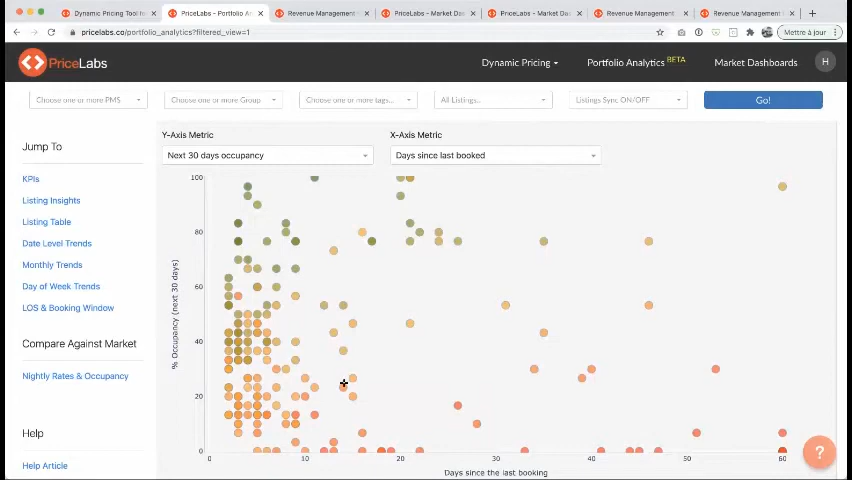 Dynamic Pricing Tool f
PriceLabs - Portfolio An
Revenue Management
PriceLabs - Market Das
PriceLabs - Market Da
Revenue Management
Revenue Management
pricelabs.co/portfolio_analytics?filtered_view=1
Mettre à jour
PriceLabs
Dynamic Pricing
Portfolio Analytics BETA
Market Dashboards
H
Choose one or more PMS
Choose one or more Group
Choose one or more tags...
All Listings...
Listings Sync ON/OFF
Go!
Jump To
KPIs
Listing Insights
Listing Table
Date Level Trends
Monthly Trends
Day of Week Trends
LOS & Booking Window
Compare Against Market
Nightly Rates & Occupancy
Help
Help Article
Y-Axis Metric
X-Axis Metric
Next 30 days occupancy
Days since last booked
100
80
60
40
20
0
% Occupancy (next 30 days)
0
10
20
30
40
50
60
Days since the last booking
?